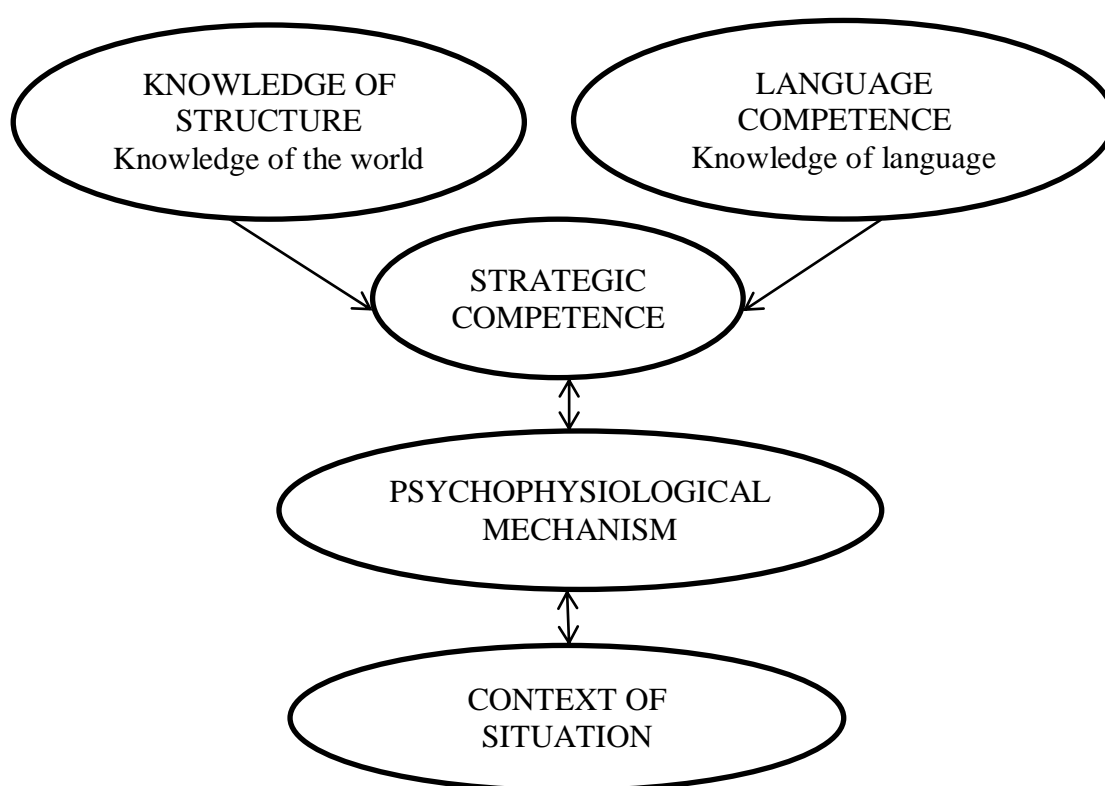 KNOWLEDGE OF
STRUCTURE
Knowledge of the world
LANGUAGE
COMPETENCE
Knowledge of language
STRATEGIC
COMPETENCE
PSYCHOPHYSIOLOGICAL
MECHANISM
CONTEXT OF
SITUATION